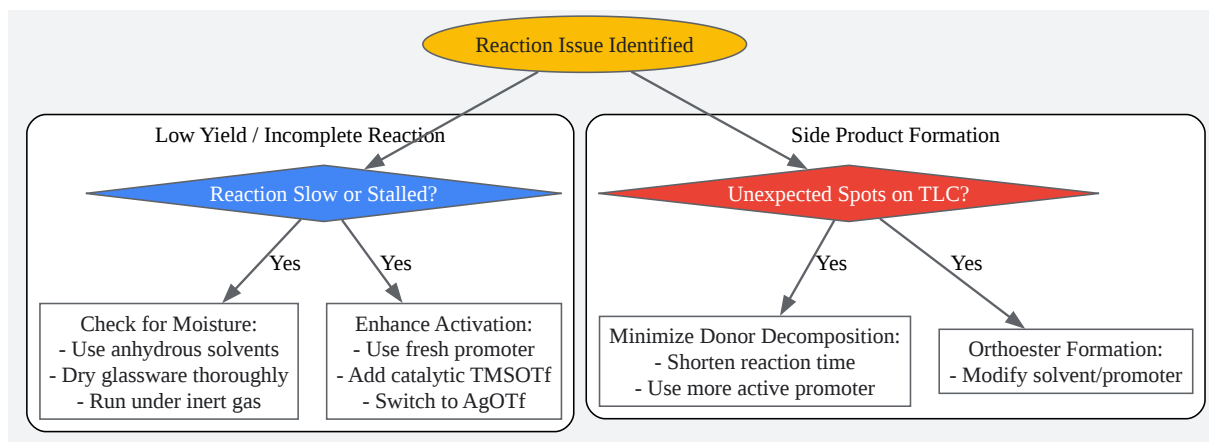 Reaction Issue Identified
Low Yield / Incomplete Reaction
Reaction Slow or Stalled?
Yes
Yes
Check for Moisture:
- Use anhydrous solvents
- Dry glassware thoroughly
- Run under inert gas
Enhance Activation:
- Use fresh promoter
- Add catalytic TMSOTf
- Switch to AgOTf
Side Product Formation
Unexpected Spots on TLC?
Yes
Yes
Minimize Donor Decomposition:
- Shorten reaction time
- Use more active promoter
Orthoester Formation:
- Modify solvent/promoter